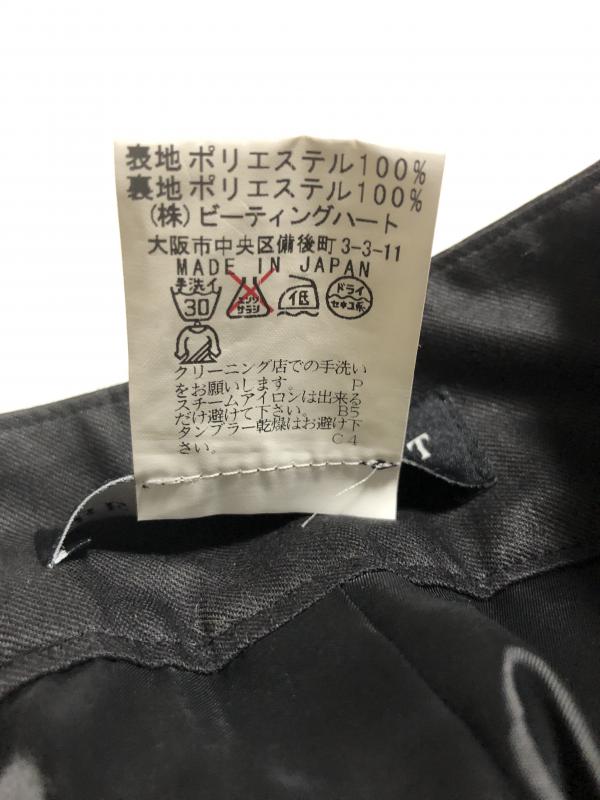 表地 ポリエステル100%
裏地 ポリエステル100%
(株)ビーティングハート
大阪市中央区備後町3-3-11
MADE IN JAPAN
手洗イ
30
エンソ
サラシ
低
ドライ
セキユ系
クリーニング店での手洗い
をお願いします。 P
スチームアイロンは出来る
だけ避けて下さい。 B5
タンブラー乾燥はお避け下
さい。 C4
T